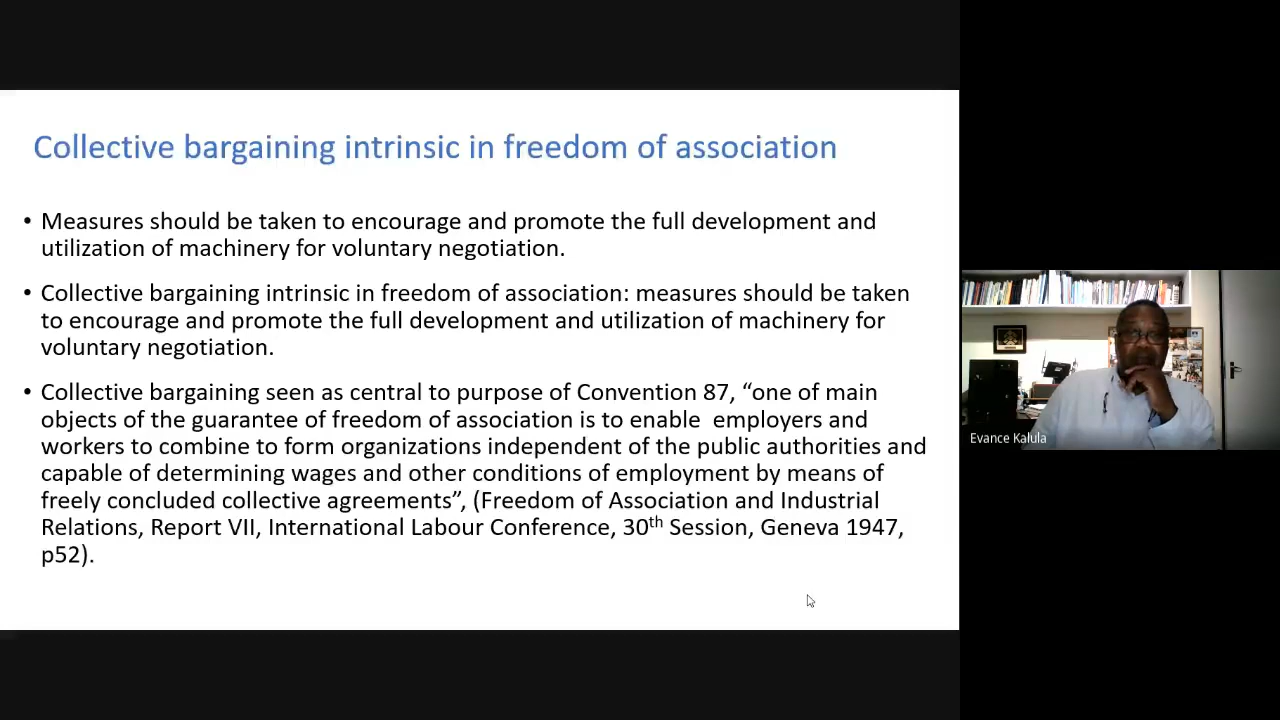 Collective bargaining intrinsic in freedom of association
• Measures should be taken to encourage and promote the full development and
utilization of machinery for voluntary negotiation.
• Collective bargaining intrinsic in freedom of association: measures should be taken
to encourage and promote the full development and utilization of machinery for
voluntary negotiation.
• Collective bargaining seen as central to purpose of Convention 87, “one of main
objects of the guarantee of freedom of association is to enable  employers and
workers to combine to form organizations independent of the public authorities and
capable of determining wages and other conditions of employment by means of
freely concluded collective agreements”, (Freedom of Association and Industrial
Relations, Report VII, International Labour Conference, 30th Session, Geneva 1947,
p52).
Evance Kalula